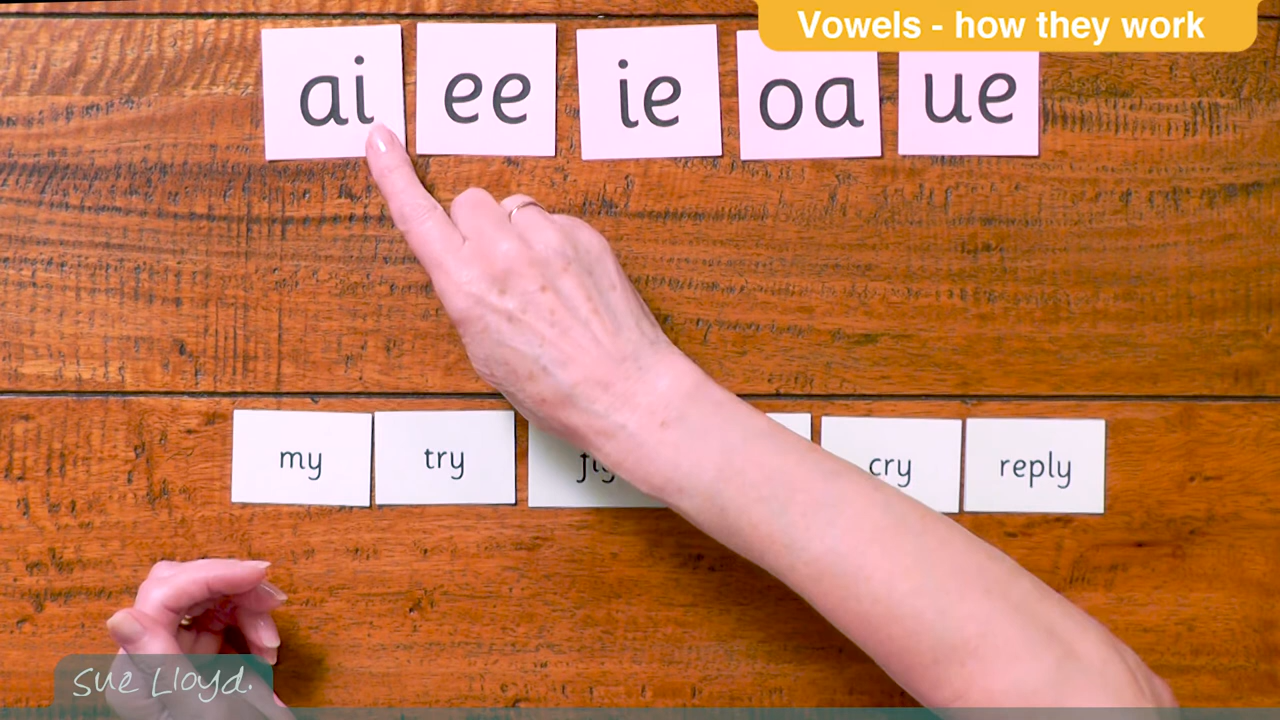 Vowels - how they work
ai ee ie oa ue
my try cry reply
Sue Lloyd.